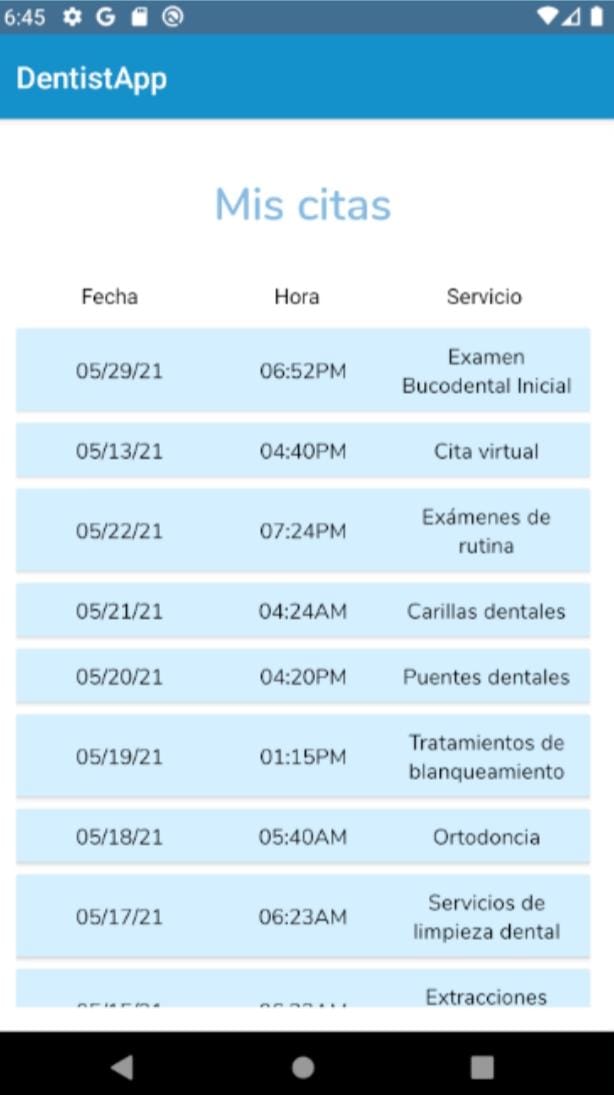 6:45
DentistApp
Mis citas
Fecha Hora Servicio
05/29/21 06:52PM Examen
Bucodental Inicial
05/13/21 04:40PM Cita virtual
05/22/21 07:24PM Exámenes de
rutina
05/21/21 04:24AM Carillas dentales
05/20/21 04:20PM Puentes dentales
05/19/21 01:15PM Tratamientos de
blanqueamiento
05/18/21 05:40AM Ortodoncia
05/17/21 06:23AM Servicios de
limpieza dental
Extracciones